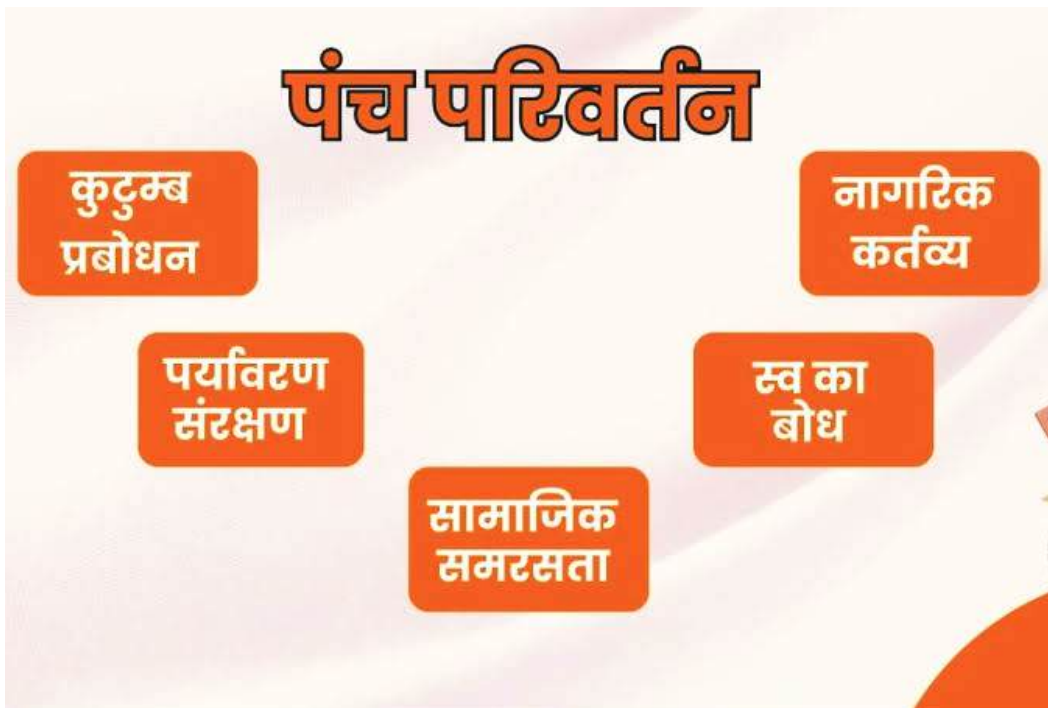 पंच परिवर्तन
कुटुम्ब
प्रबोधन
नागरिक
कर्तव्य
पर्यावरण
संरक्षण
स्व का
बोध
सामाजिक
समरसता